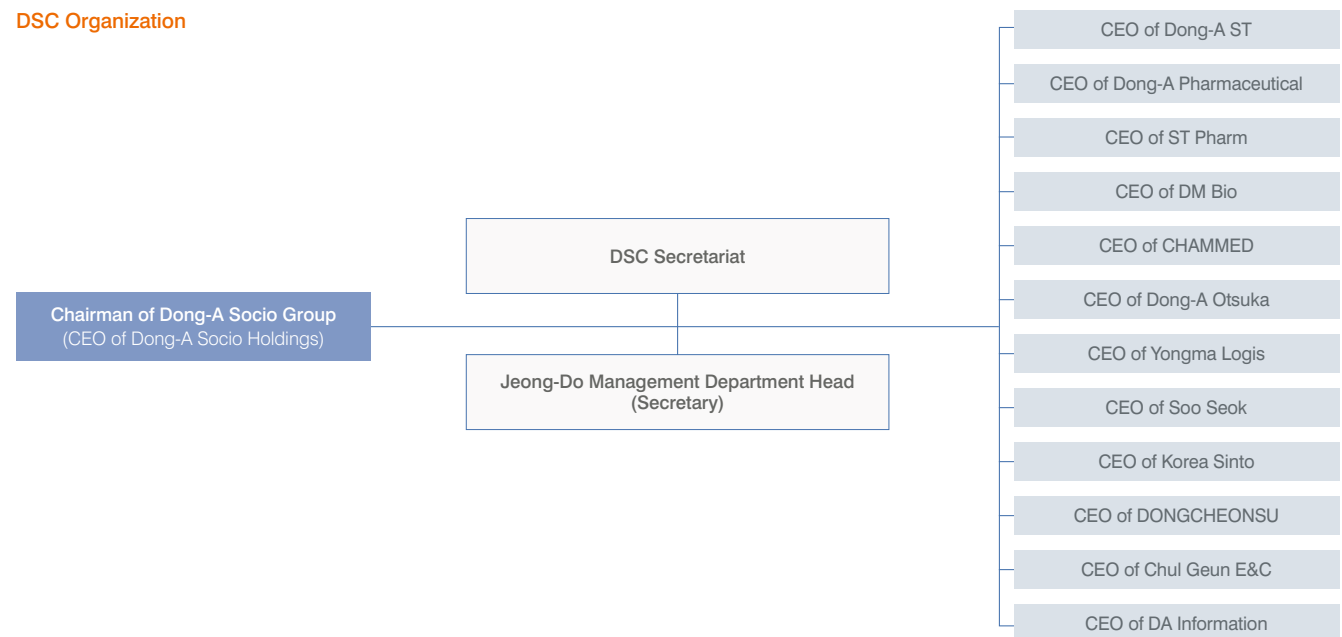 DSC Organization
Chairman of Dong-A Socio Group
(CEO of Dong-A Socio Holdings)
DSC Secretariat
Jeong-Do Management Department Head
(Secretary)
CEO of Dong-A ST
CEO of Dong-A Pharmaceutical
CEO of ST Pharm
CEO of DM Bio
CEO of CHAMMED
CEO of Dong-A Otsuka
CEO of Yongma Logis
CEO of Soo Seok
CEO of Korea Sinto
CEO of DONGCHEONSU
CEO of Chul Geun E&C
CEO of DA Information